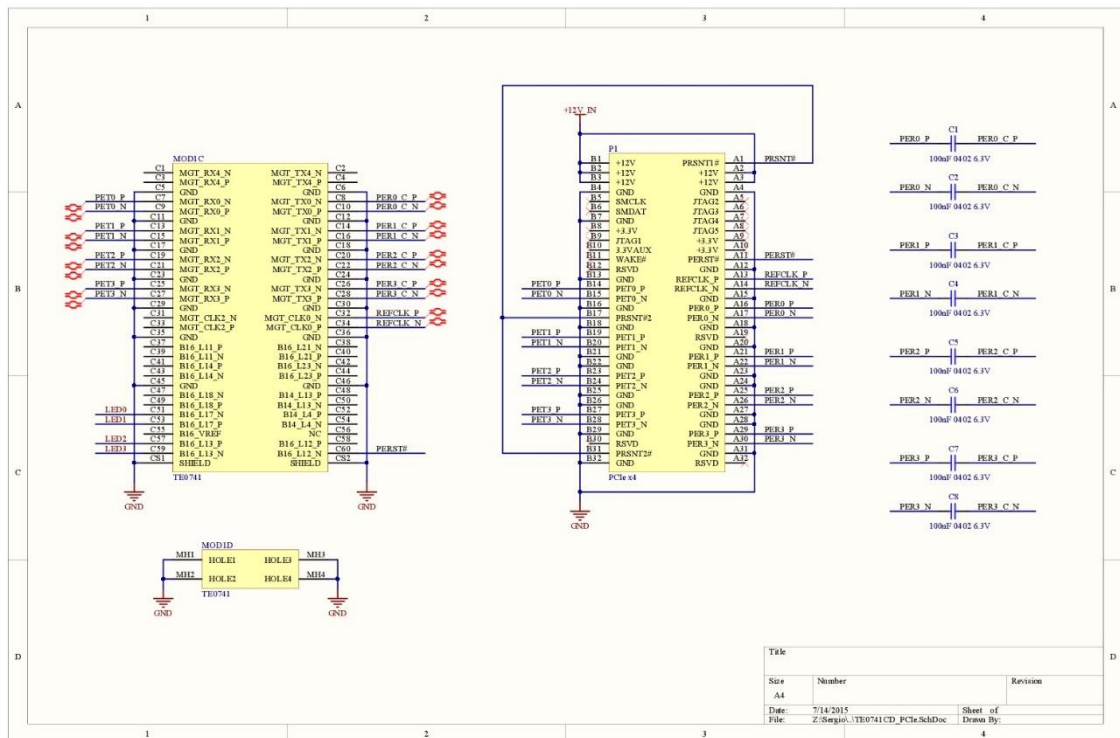 1 2 3 4
A A
B B
C C
D D
MOD1C
C1 MGT_RX4_N MGT_TX4_N C2
C3 MGT_RX4_P MGT_TX4_P C4
C5 GND GND C6
PET0_P C7 MGT_RX0_N MGT_TX0_N C8 PER0_C_P
PET0_N C9 MGT_RX0_P MGT_TX0_P C10 PER0_C_N
C11 GND GND C12
PET1_P C13 MGT_RX1_N MGT_TX1_N C14 PER1_C_P
PET1_N C15 MGT_RX1_P MGT_TX1_P C16 PER1_C_N
C17 GND GND C18
PET2_P C19 MGT_RX2_N MGT_TX2_N C20 PER2_C_P
PET2_N C21 MGT_RX2_P MGT_TX2_P C22 PER2_C_N
C23 GND GND C24
PET3_P C25 MGT_RX3_N MGT_TX3_N C26 PER3_C_P
PET3_N C27 MGT_RX3_P MGT_TX3_P C28 PER3_C_N
C29 GND GND C30
C31 MGT_CLK2_N MGT_CLK0_N C32 REFCLK_P
C33 MGT_CLK2_P MGT_CLK0_P C34 REFCLK_N
C35 GND GND C36
C37 B16_L11_P B16_L21_N C38
C39 B16_L11_N B16_L21_P C40
C41 B16_L14_P B16_L23_N C42
C43 B16_L14_N B16_L23_P C44
C45 GND GND C46
C47 B16_L18_N B14_L13_P C48
C49 B16_L18_P B14_L13_N C50
LED0 C51 B16_L17_N B14_L4_P C52
LED1 C53 B16_L17_P B14_L4_N C54
C55 B16_VREF NC C56
LED2 C57 B16_L13_P B16_L12_P C58
LED3 C59 B16_L13_N B16_L12_N C60 PERST#
CS1 SHIELD SHIELD CS2
TE0741
GND GND
MOD1D
MH1 HOLE1 HOLE3 MH3
MH2 HOLE2 HOLE4 MH4
TE0741
GND GND
+12V_IN
P1
B1 +12V PRSNT1# A1 PRSNT#
B2 +12V +12V A2
B3 +12V +12V A3
B4 GND GND A4
B5 SMCLK JTAG2 A5
B6 SMDAT JTAG3 A6
B7 GND JTAG4 A7
B8 +3.3V JTAG5 A8
B9 JTAG1 +3.3V A9
B10 3.3VAUX +3.3V A10
B11 WAKE# PERST# A11 PERST#
B12 RSVD GND A12
B13 GND REFCLK_P A13 REFCLK_P
PET0_P B14 PET0_P REFCLK_N A14 REFCLK_N
PET0_N B15 PET0_N GND A15
B16 GND PER0_P A16 PER0_P
B17 PRSNT#2 PER0_N A17 PER0_N
B18 GND GND A18
PET1_P B19 PET1_P RSVD A19
PET1_N B20 PET1_N GND A20
B21 GND PER1_P A21 PER1_P
B22 GND PER1_N A22 PER1_N
PET2_P B23 PET2_P GND A23
PET2_N B24 PET2_N GND A24
B25 GND PER2_P A25 PER2_P
B26 GND PER2_N A26 PER2_N
PET3_P B27 PET3_P GND A27
PET3_N B28 PET3_N GND A28
B29 GND PER3_P A29 PER3_P
B30 RSVD PER3_N A30 PER3_N
B31 PRSNT2# GND A31
B32 GND RSVD A32
PCIe x4
GND
C1
PER0_P PER0_C_P
100nF 0402 6.3V
C2
PER0_N PER0_C_N
100nF 0402 6.3V
C3
PER1_P PER1_C_P
100nF 0402 6.3V
C4
PER1_N PER1_C_N
100nF 0402 6.3V
C5
PER2_P PER2_C_P
100nF 0402 6.3V
C6
PER2_N PER2_C_N
100nF 0402 6.3V
C7
PER3_P PER3_C_P
100nF 0402 6.3V
C8
PER3_N PER3_C_N
100nF 0402 6.3V
Title
Size Number Revision
A4
Date: 7/14/2015 Sheet of
File: Z:\Sergio\..\TE0741CD_PCIe.SchDoc Drawn By:
1 2 3 4